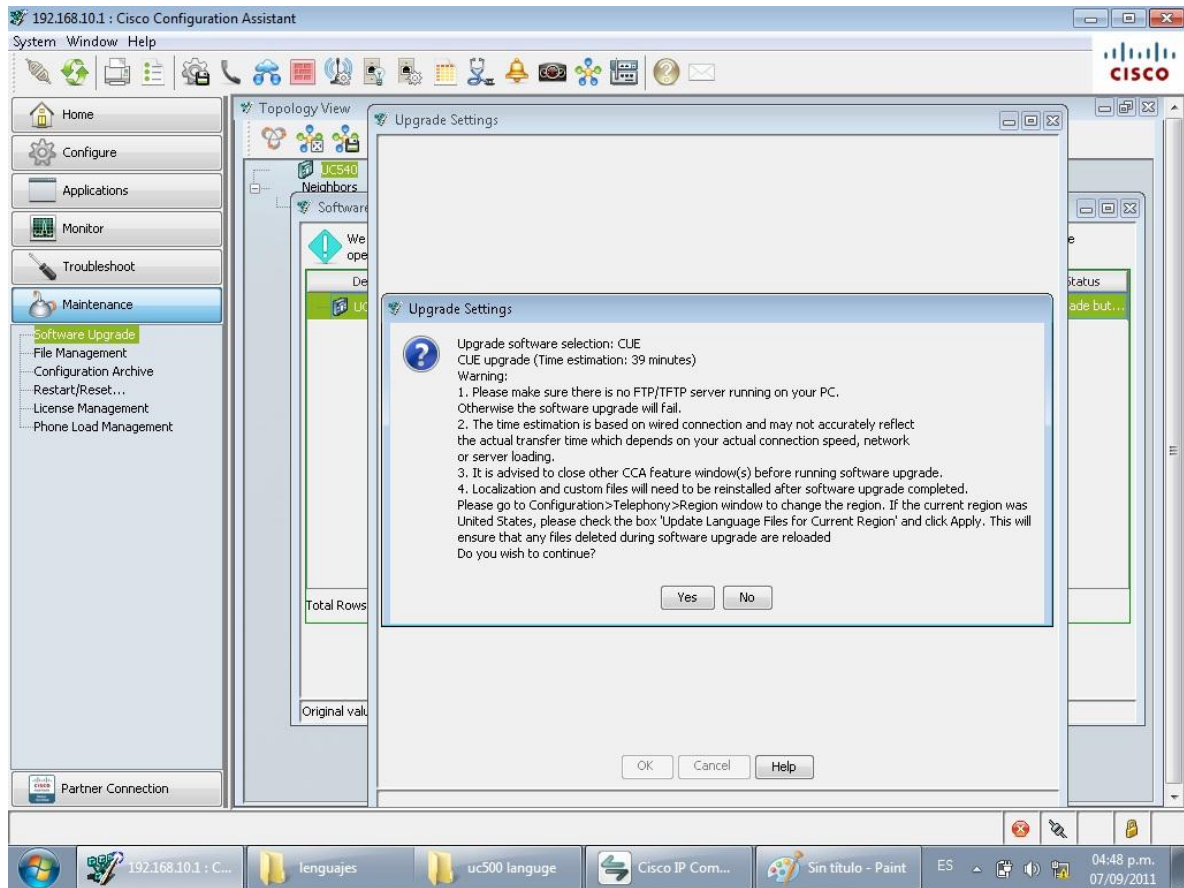 192.168.10.1 : Cisco Configuration Assistant
System Window Help
CISCO
Home
Configure
Applications
Monitor
Troubleshoot
Maintenance
Software Upgrade
File Management
Configuration Archive
Restart/Reset...
License Management
Phone Load Management
Partner Connection
Topology View
UC540
Neighbors
Software
We
ope
e
De
Status
UC
ade but...
Total Rows
Original valu
Upgrade Settings
Upgrade Settings
Upgrade software selection: CUE
CUE upgrade (Time estimation: 39 minutes)
Warning:
1. Please make sure there is no FTP/TFTP server running on your PC.
Otherwise the software upgrade will fail.
2. The time estimation is based on wired connection and may not accurately reflect
the actual transfer time which depends on your actual connection speed, network
or server loading.
3. It is advised to close other CCA feature window(s) before running software upgrade.
4. Localization and custom files will need to be reinstalled after software upgrade completed.
Please go to Configuration>Telephony>Region window to change the region. If the current region was
United States, please check the box 'Update Language Files for Current Region' and click Apply. This will
ensure that any files deleted during software upgrade are reloaded
Do you wish to continue?
Yes No
OK Cancel Help
192.168.10.1 : C...
lenguajes
uc500 languge
Cisco IP Com...
Sin título - Paint
ES
04:48 p.m.
07/09/2011